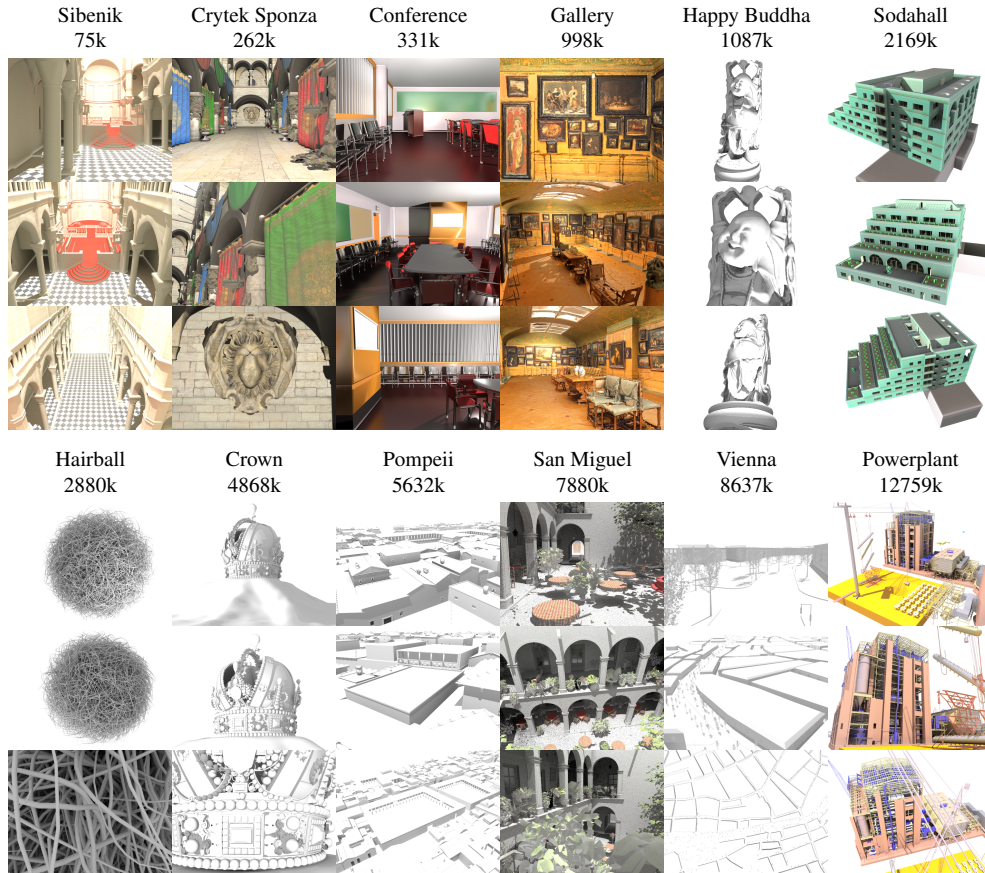 Sibenik
75k
Crytek Sponza
262k
Conference
331k
Gallery
998k
Happy Buddha
1087k
Sodahall
2169k
Hairball
2880k
Crown
4868k
Pompeii
5632k
San Miguel
7880k
Vienna
8637k
Powerplant
12759k